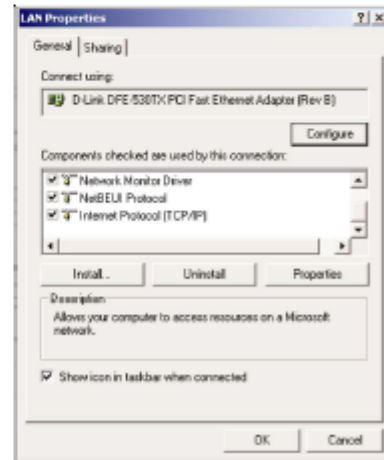 LAN Properties
General Sharing
Connect using:
D-Link DFE-530TX PCI Fast Ethernet Adapter (Rev B)
Configure
Components checked are used by this connection:
Network Monitor Driver
NetBEUI Protocol
Internet Protocol (TCP/IP)
Install... Uninstall Properties
Description
Allows your computer to access resources on a Microsoft
network.
Show icon in taskbar when connected
OK Cancel